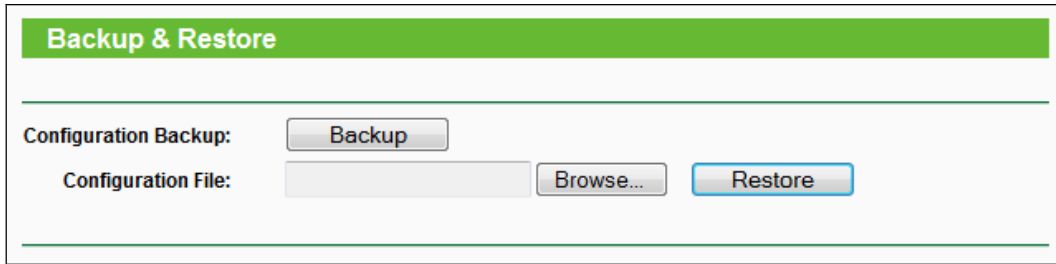 Backup & Restore
Configuration Backup: Backup
Configuration File: Browse... Restore